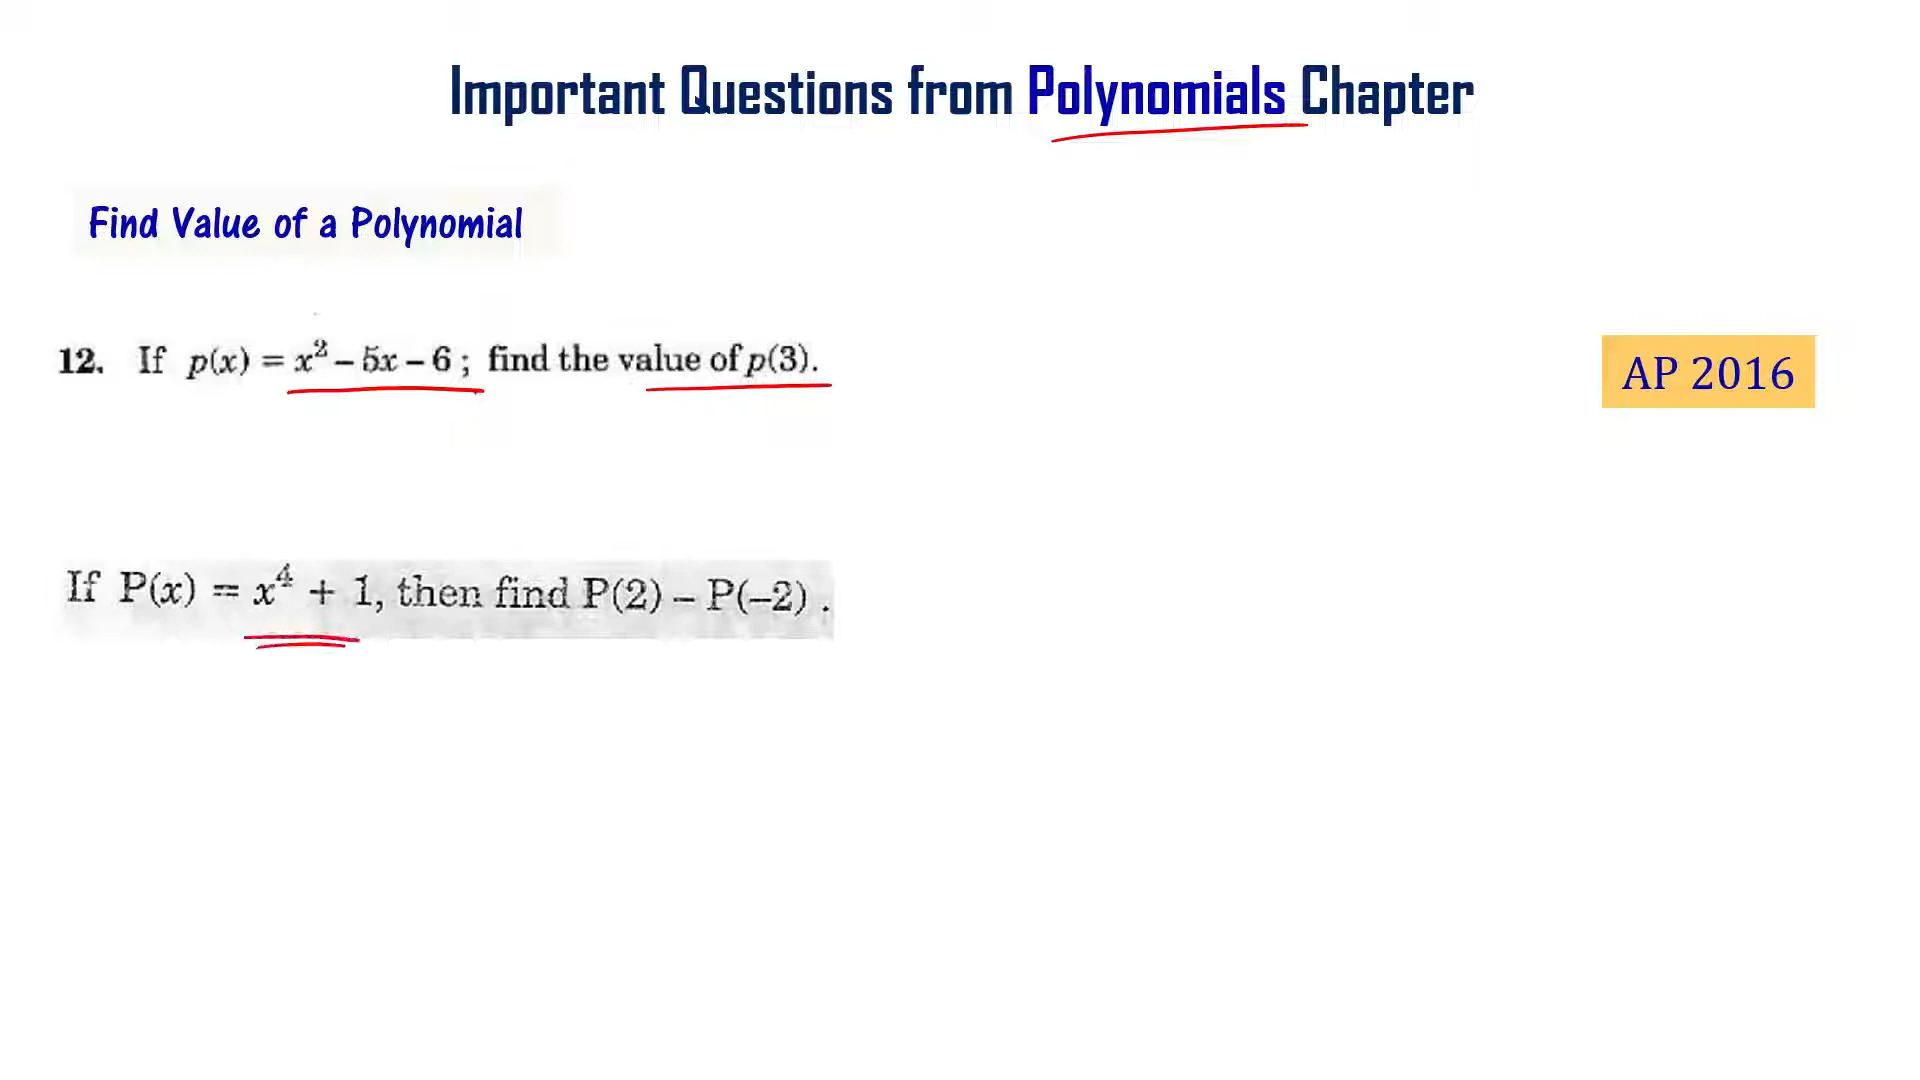 Important Questions from Polynomials Chapter
Find Value of a Polynomial
12. If p(x) = x² – 5x – 6 ; find the value of p(3).
AP 2016
If P(x) = x⁴ + 1, then find P(2) – P(–2) .